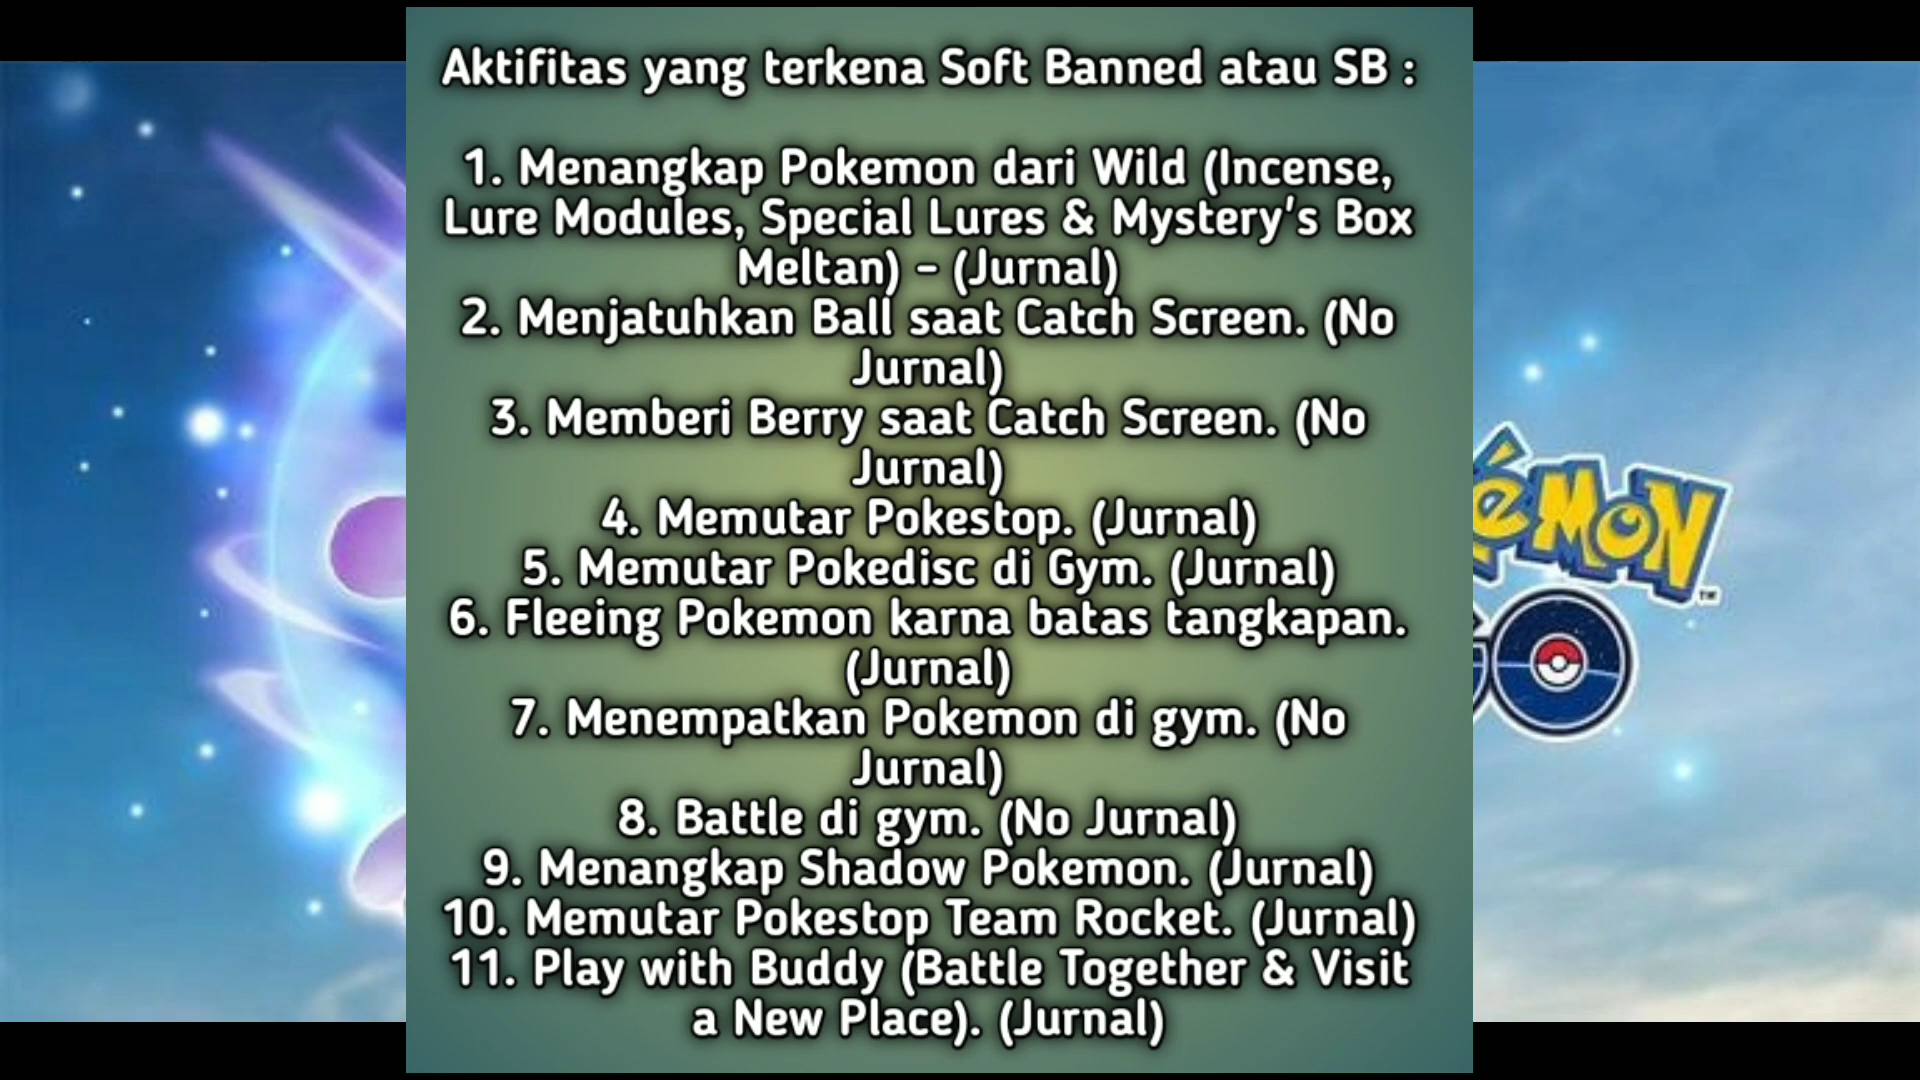 Aktifitas yang terkena Soft Banned atau SB :
1. Menangkap Pokemon dari Wild (Incense,
Lure Modules, Special Lures & Mystery's Box
Meltan) - (Jurnal)
2. Menjatuhkan Ball saat Catch Screen. (No
Jurnal)
3. Memberi Berry saat Catch Screen. (No
Jurnal)
4. Memutar Pokestop. (Jurnal)
5. Memutar Pokedisc di Gym. (Jurnal)
6. Fleeing Pokemon karna batas tangkapan.
(Jurnal)
7. Menempatkan Pokemon di gym. (No
Jurnal)
8. Battle di gym. (No Jurnal)
9. Menangkap Shadow Pokemon. (Jurnal)
10. Memutar Pokestop Team Rocket. (Jurnal)
11. Play with Buddy (Battle Together & Visit
a New Place). (Jurnal)
éMON
TM
GO